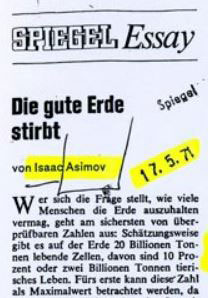 SPIEGEL Essay
Die gute Erde
stirbt
Spiegel
von Isaac Asimov
17. 5. 71
Wer sich die Frage stellt, wie viele
Menschen die Erde auszuhalten
vermag, geht am sichersten von über-
prüfbaren Zahlen aus: Schätzungsweise
gibt es auf der Erde 20 Billionen Ton-
nen lebende Zellen, davon sind 10 Pro-
zent oder zwei Billionen Tonnen tieri-
sches Leben. Fürs erste kann diese Zahl
als Maximalwert betrachtet werden, da